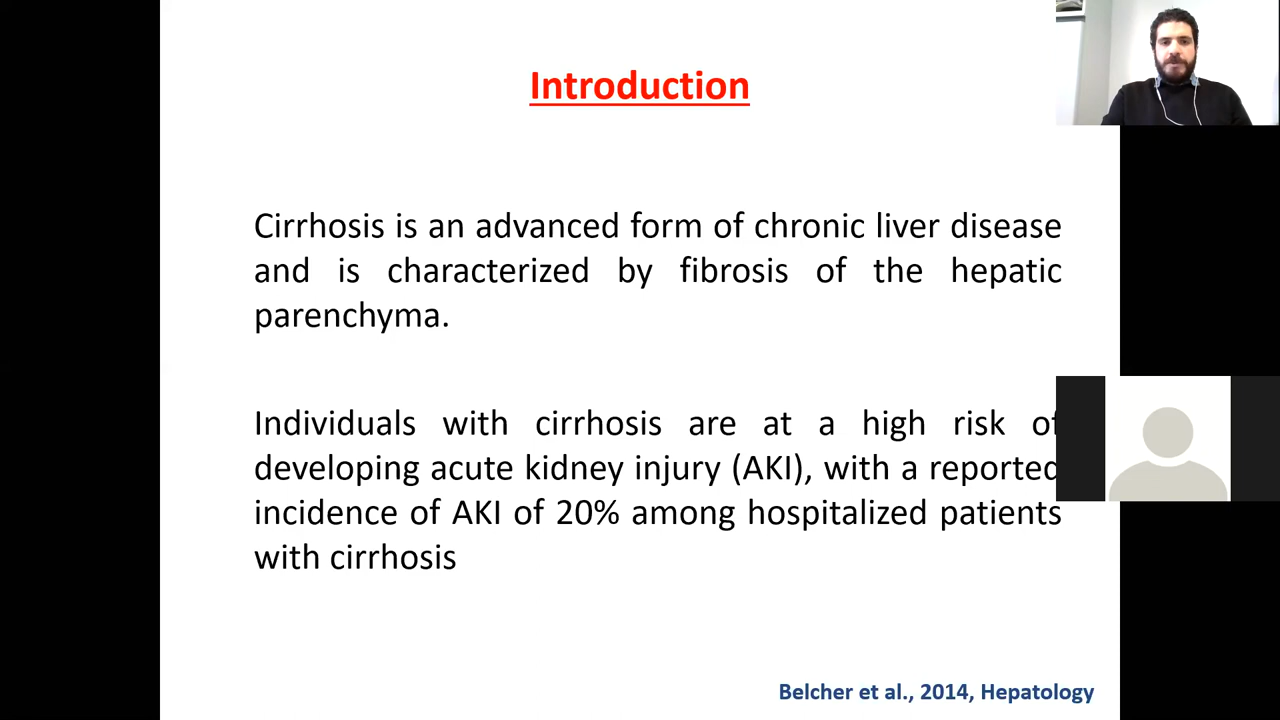 Introduction
Cirrhosis is an advanced form of chronic liver disease
and is characterized by fibrosis of the hepatic
parenchyma.
Individuals with cirrhosis are at a high risk of
developing acute kidney injury (AKI), with a reported
incidence of AKI of 20% among hospitalized patients
with cirrhosis
Belcher et al., 2014, Hepatology